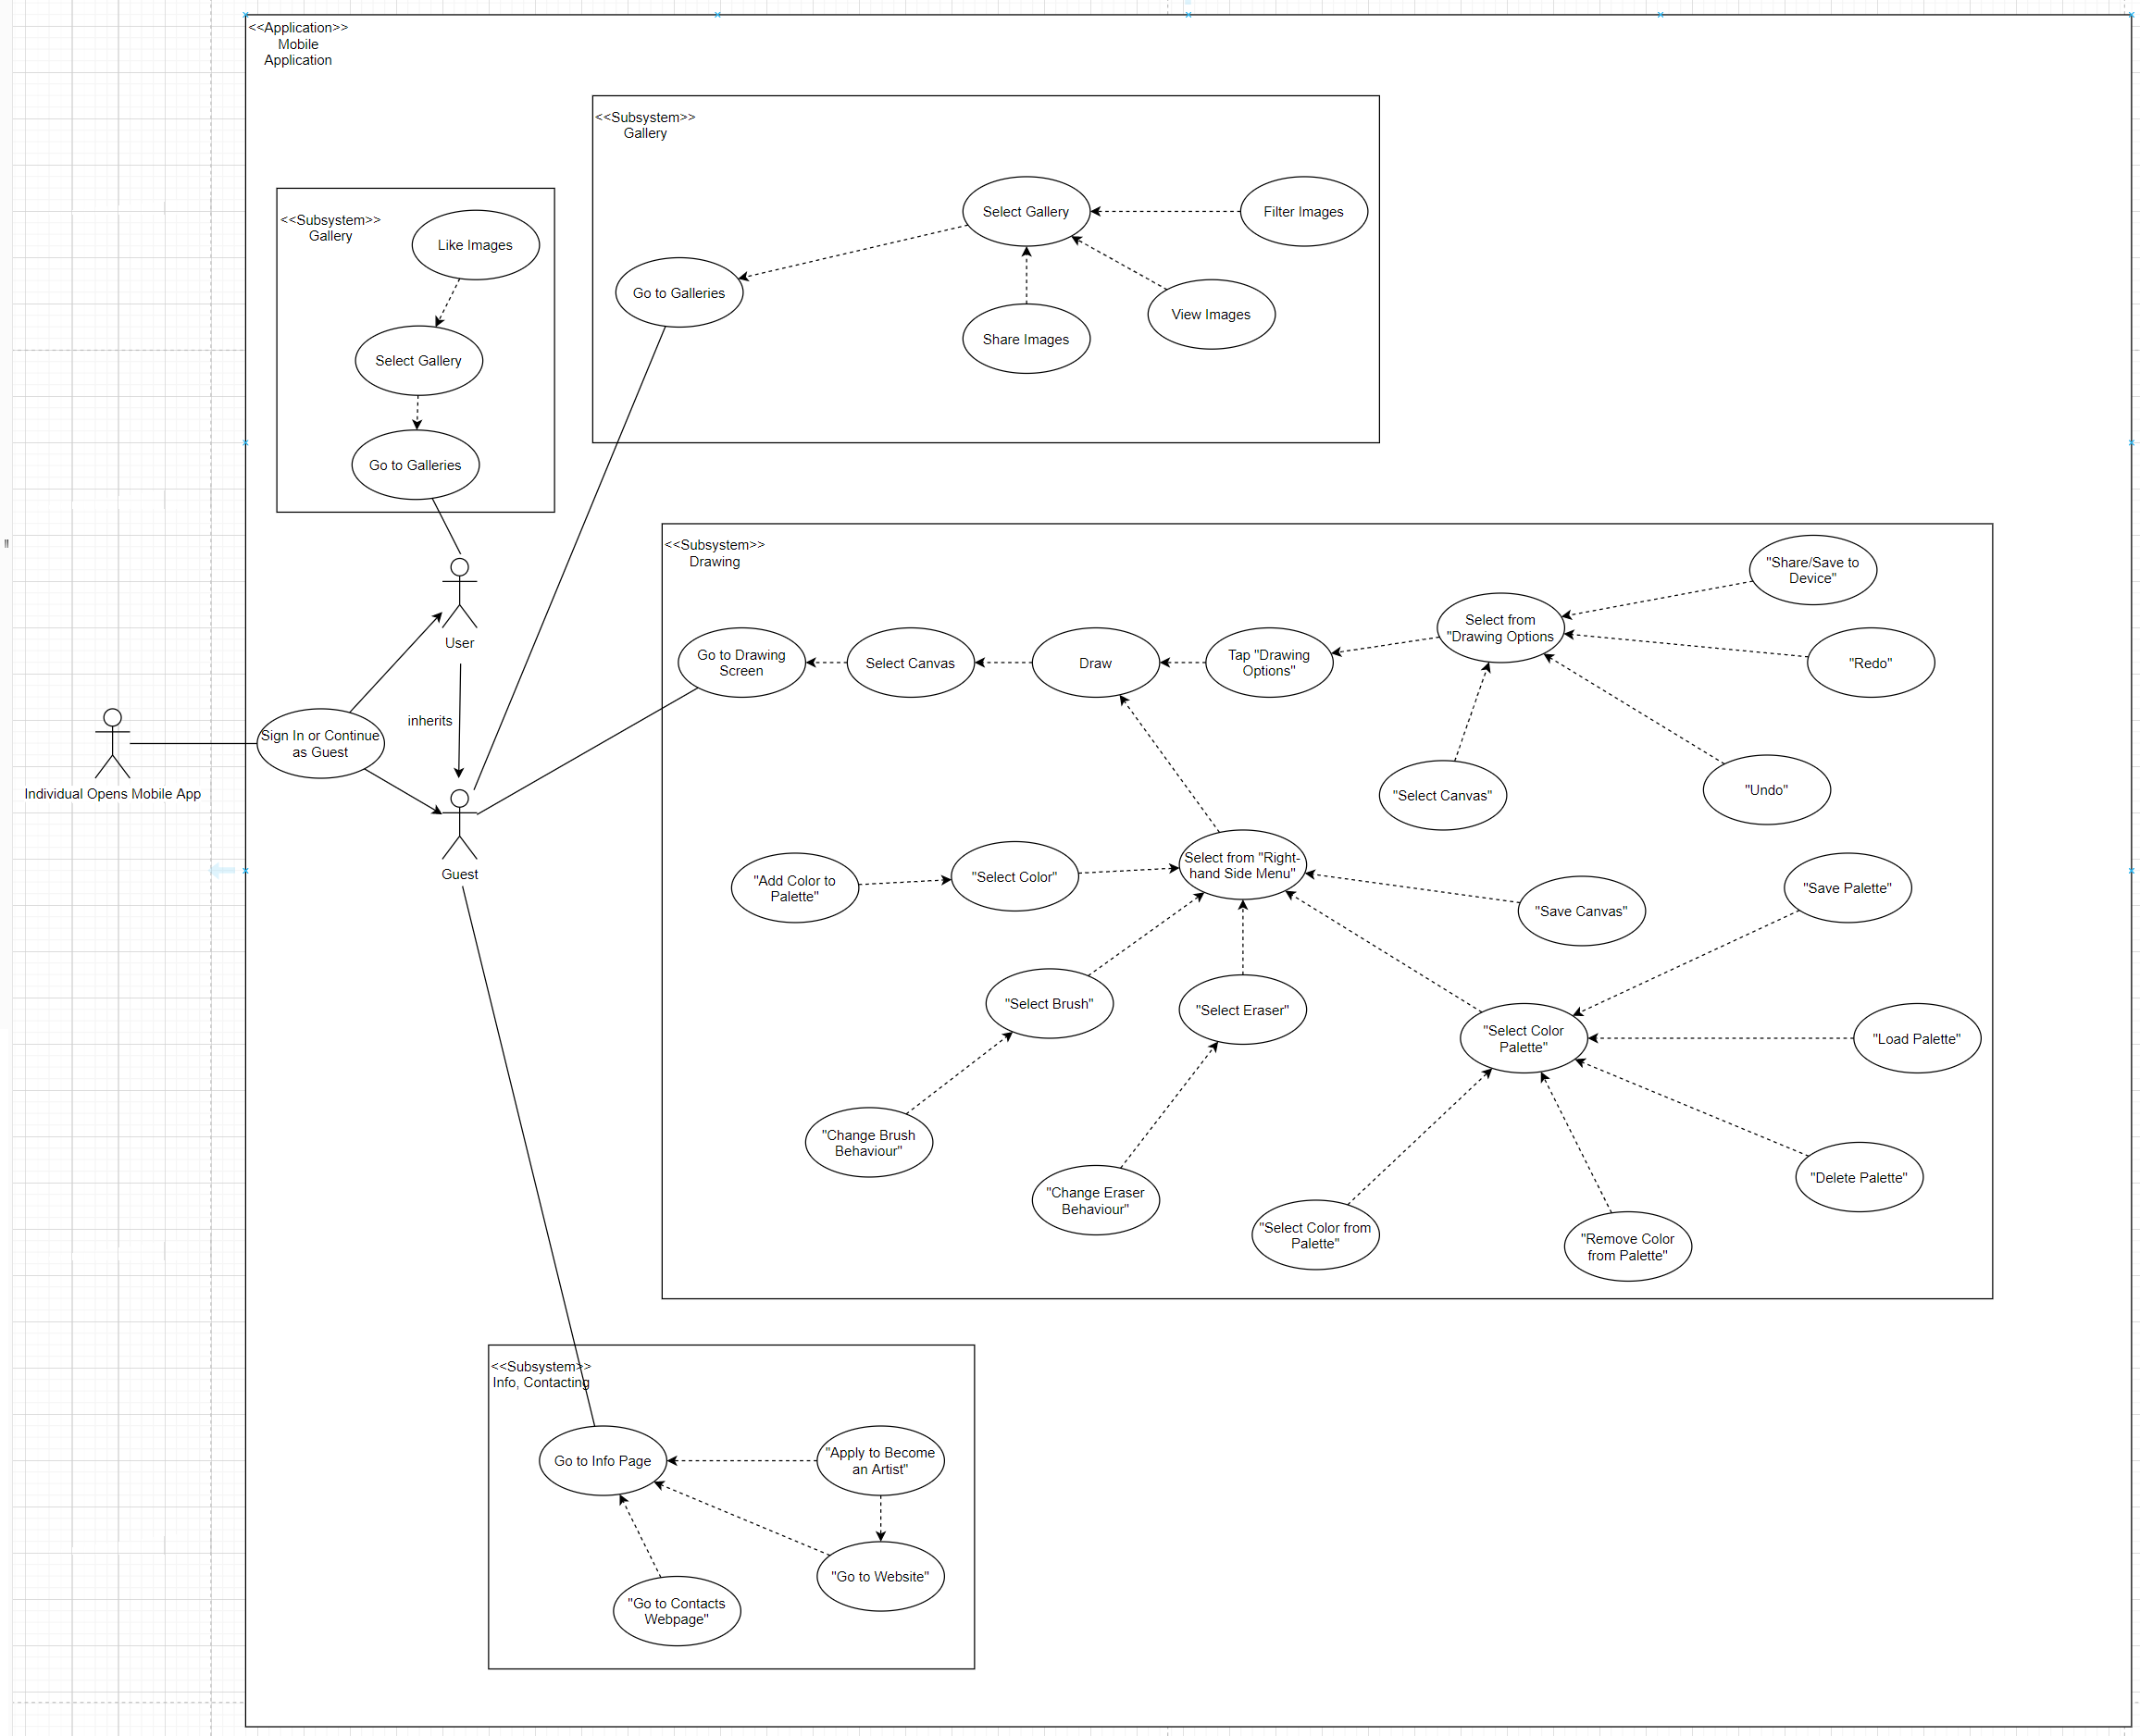 <<Application>>
Mobile
Application
<<Subsystem>>
Gallery
Select Gallery
Filter Images
Go to Galleries
View Images
Share Images
<<Subsystem>>
Gallery
Like Images
Select Gallery
Go to Galleries
User
inherits
Sign In or Continue
as Guest
Individual Opens Mobile App
Guest
<<Subsystem>>
Drawing
"Share/Save to
Device"
Select from
"Drawing Options
Go to Drawing
Screen
Select Canvas
Draw
Tap "Drawing
Options"
"Redo"
"Select Canvas"
"Undo"
Select from "Right-
hand Side Menu"
"Add Color to
Palette"
"Select Color"
"Save Canvas"
"Save Palette"
"Select Brush"
"Select Eraser"
"Select Color
Palette"
"Load Palette"
"Change Brush
Behaviour"
"Change Eraser
Behaviour"
"Delete Palette"
"Select Color from
Palette"
"Remove Color
from Palette"
<<Subsystem>>
Info, Contacting
Go to Info Page
"Apply to Become
an Artist"
"Go to Website"
"Go to Contacts
Webpage"